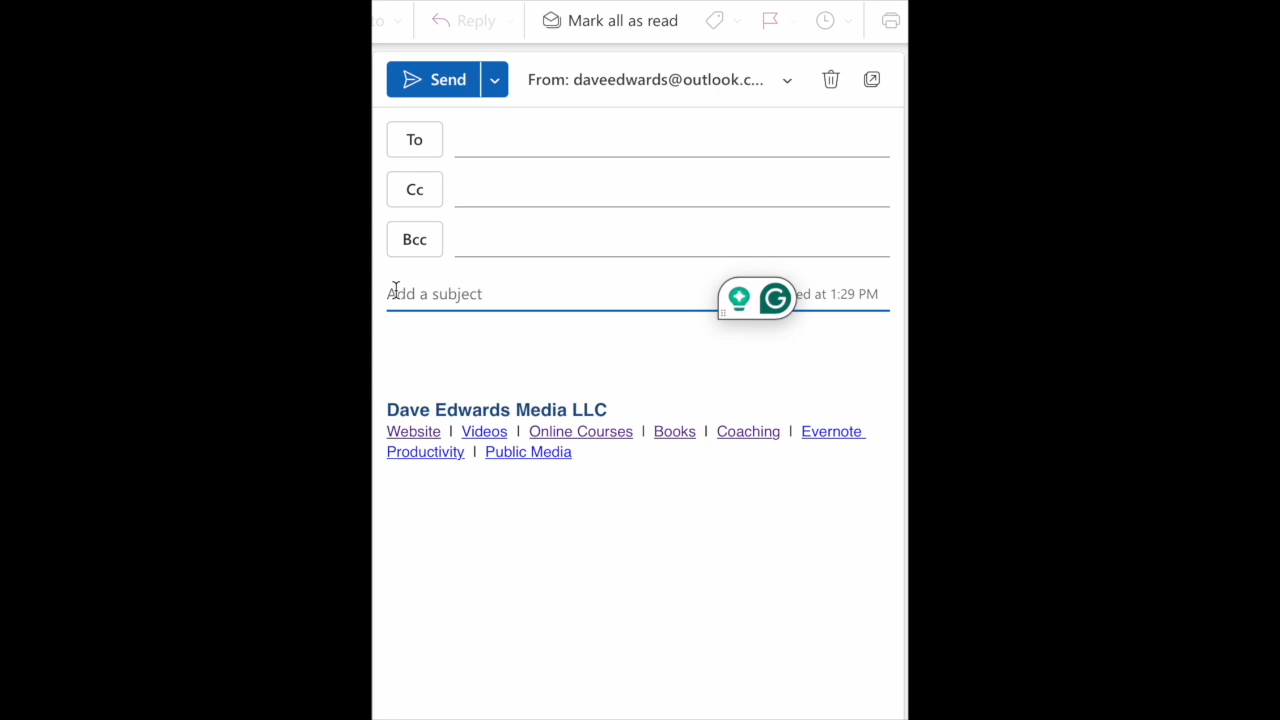 to Reply Mark all as read
Send From: daveedwards@outlook.c...
To
Cc
Bcc
Add a subject ed at 1:29 PM
Dave Edwards Media LLC
Website | Videos | Online Courses | Books | Coaching | Evernote
Productivity | Public Media